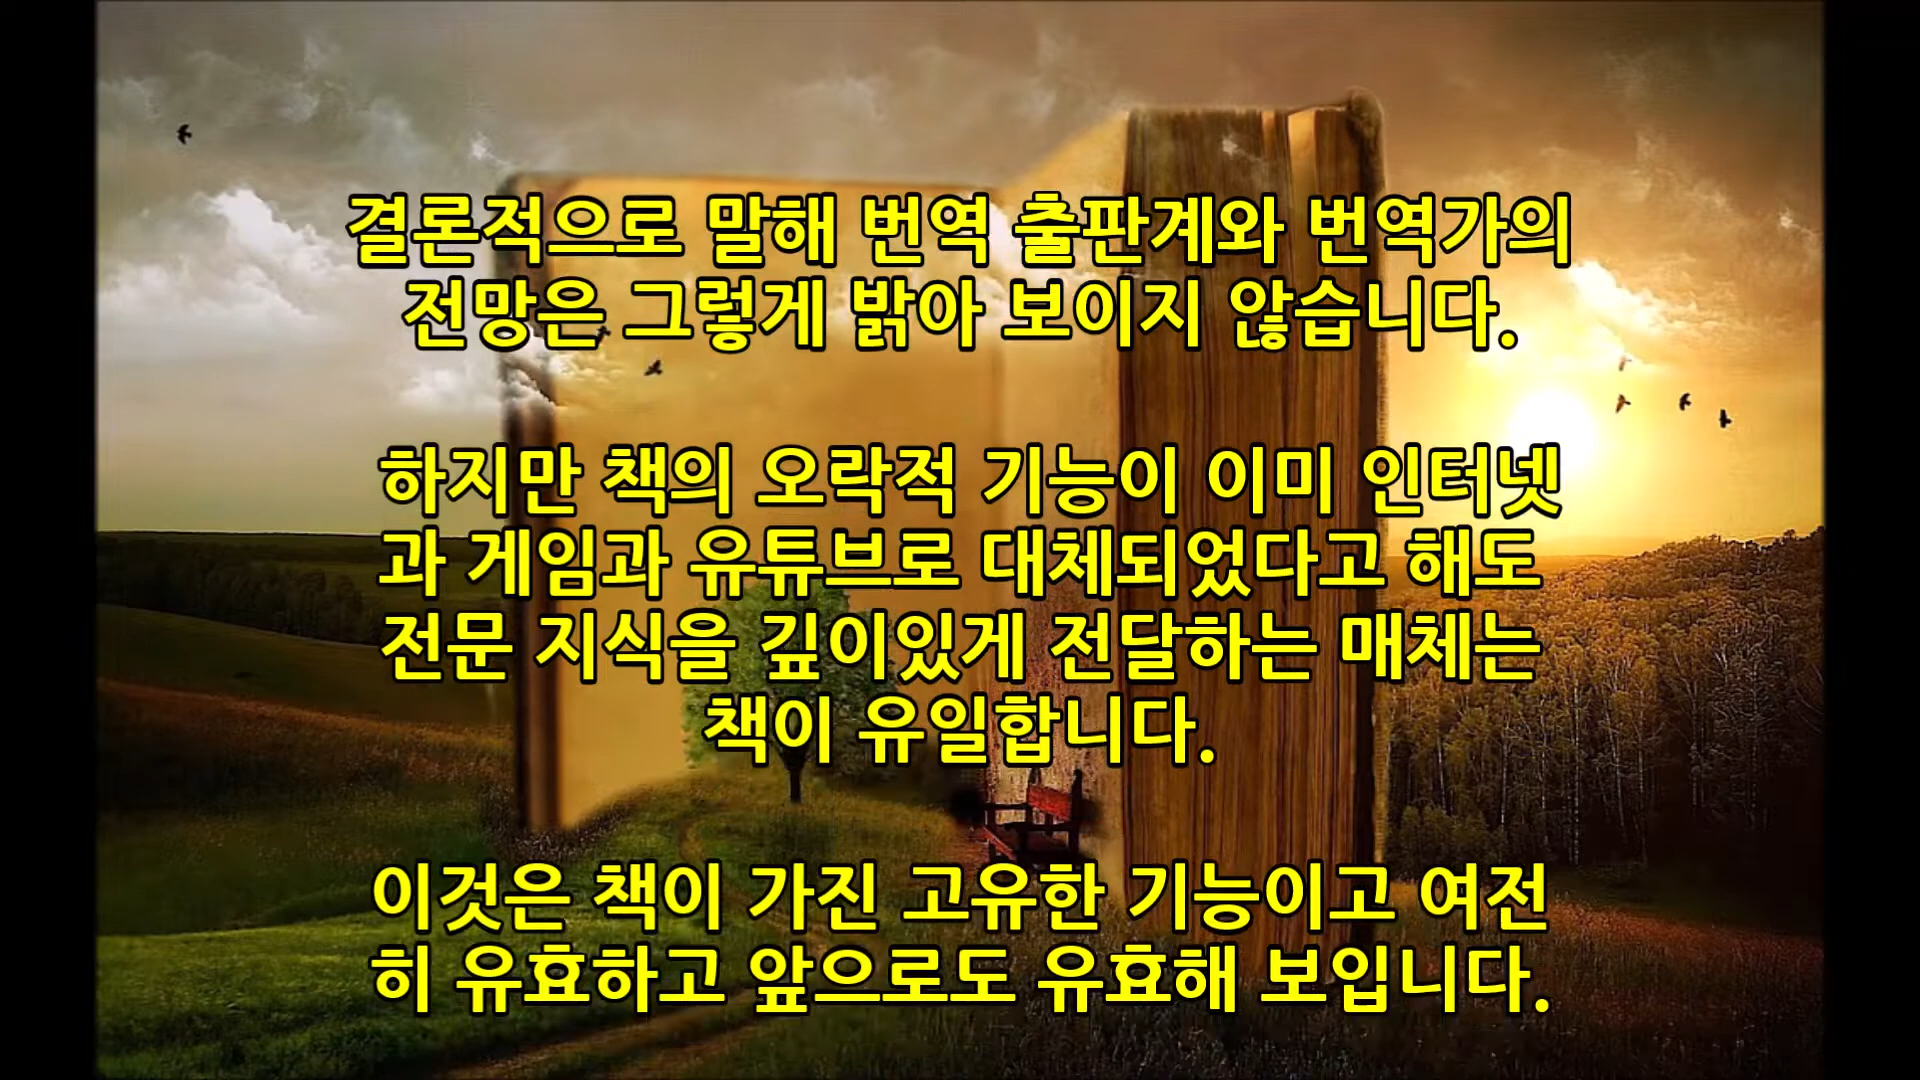 결론적으로 말해 번역 출판계와 번역가의
전망은 그렇게 밝아 보이지 않습니다.
하지만 책의 오락적 기능이 이미 인터넷
과 게임과 유튜브로 대체되었다고 해도
전문 지식을 깊이있게 전달하는 매체는
책이 유일합니다.
이것은 책이 가진 고유한 기능이고 여전
히 유효하고 앞으로도 유효해 보입니다.